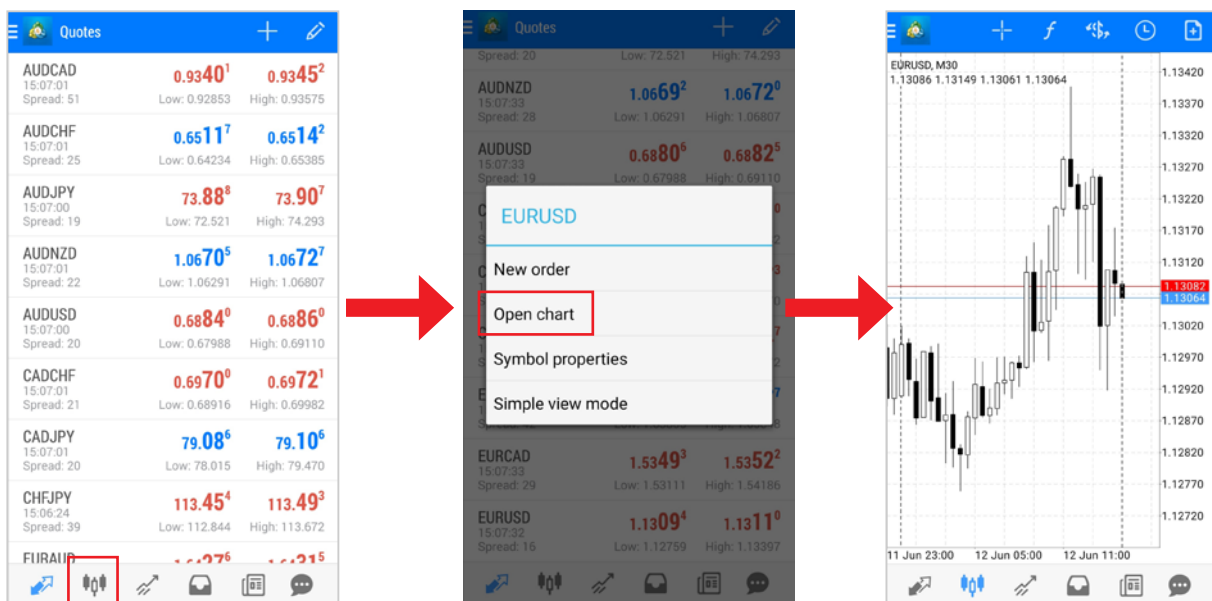 Quotes
AUDCAD 0.9340¹ 0.9345²
15:07:01
Spread: 51 Low: 0.92853 High: 0.93575
AUDCHF 0.6511⁷ 0.6514²
15:07:01
Spread: 25 Low: 0.64234 High: 0.65385
AUDJPY 73.88⁸ 73.90⁷
15:07:00
Spread: 19 Low: 72.521 High: 74.293
AUDNZD 1.0670⁵ 1.0672⁷
15:07:01
Spread: 22 Low: 1.06291 High: 1.06807
AUDUSD 0.6884⁰ 0.6886⁰
15:07:00
Spread: 20 Low: 0.67988 High: 0.69110
CADCHF 0.6970⁰ 0.6972¹
15:07:01
Spread: 21 Low: 0.68916 High: 0.69982
CADJPY 79.08⁶ 79.10⁶
15:07:01
Spread: 20 Low: 78.015 High: 79.470
CHFJPY 113.45⁴ 113.49³
15:06:24
Spread: 39 Low: 112.844 High: 113.672
EURAUD
Quotes
Spread: 20 Low: 72.521 High: 74.293
AUDNZD 1.0669² 1.0672⁰
15:07:33
Spread: 28 Low: 1.06291 High: 1.06807
AUDUSD 0.6880⁶ 0.6882⁵
15:07:33
Spread: 19 Low: 0.67988 High: 0.69110
EURUSD
New order
Open chart
Symbol properties
Simple view mode
EURCAD 1.5349³ 1.5352²
15:07:33
Spread: 29 Low: 1.53111 High: 1.54186
EURUSD 1.1309⁴ 1.1311⁰
15:07:32
Spread: 16 Low: 1.12759 High: 1.13397
EURUSD, M30
1.13086 1.13149 1.13061 1.13064
1.13420
1.13370
1.13320
1.13270
1.13220
1.13170
1.13120
1.13082
1.13064
1.13020
1.12970
1.12920
1.12870
1.12820
1.12770
1.12720
11 Jun 23:00 12 Jun 05:00 12 Jun 11:00